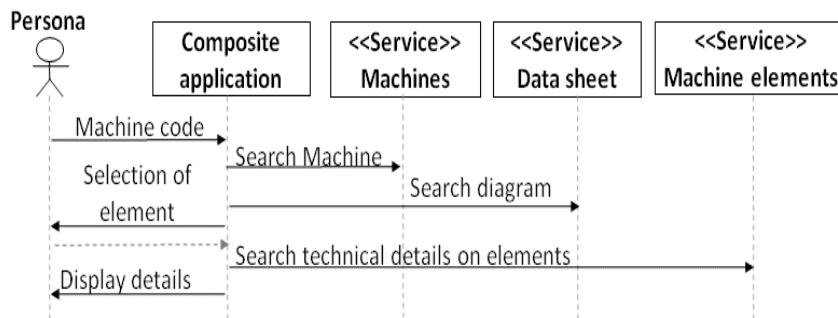 Persona
Composite
application
<<Service>>
Machines
<<Service>>
Data sheet
<<Service>>
Machine elements
Machine code
Search Machine
Selection of
element
Search diagram
Search technical details on elements
Display details